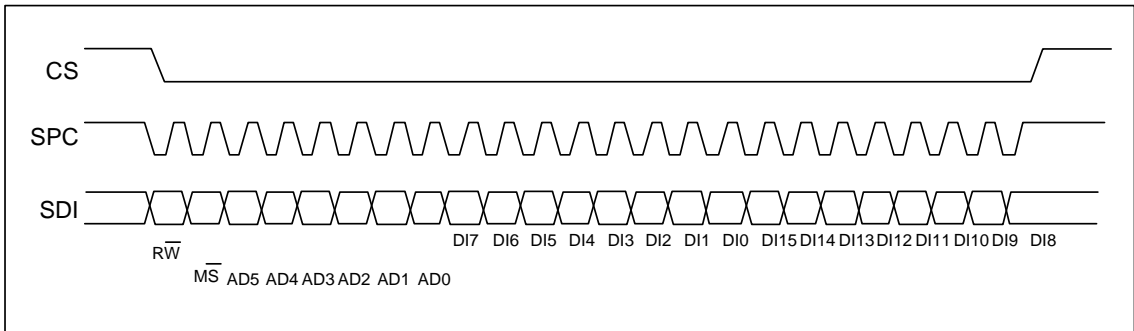 CS
SPC
SDI
DI7 DI6 DI5 DI4 DI3 DI2 DI1 DI0 DI15 DI14 DI13 DI12 DI11 DI10 DI9 DI8
RW̅
MS̅ AD5 AD4 AD3 AD2 AD1 AD0